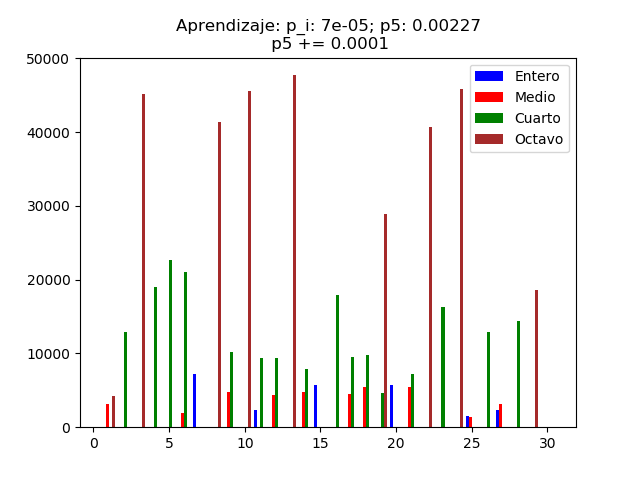 Aprendizaje: p_i: 7e-05; p5: 0.00227
p5 += 0.0001
50000
40000
30000
20000
10000
0
Entero
Medio
Cuarto
Octavo
0 5 10 15 20 25 30